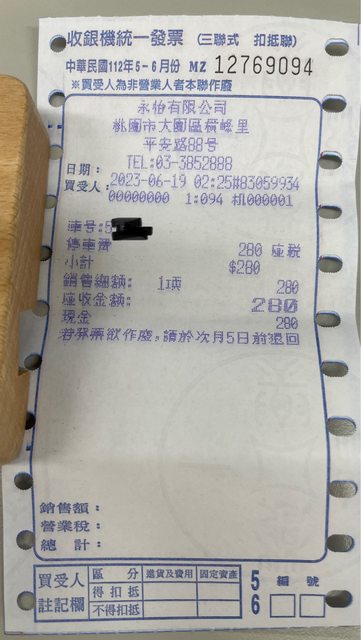 收銀機統一發票 (三聯式 扣抵聯)
中華民國112年5-6月份 MZ 12769094
※買受人為非營業人者本聯作廢
永怡有限公司
桃園市大園區橫峰里
平安路88号
TEL:03-3852888
日期:
2023-06-19 02:25#83059934
買受人:
00000000 1:094 机000001
車号:5
停車費 280 应税
小計 $280
銷售總額: 1项 280
应收金额: 280
現金 280
若發票欲作廢,請於次月5日前退回
銷售額:
營業稅:
總計:
買受人註記欄 區分 進貨及費用 固定資產
得扣抵
不得扣抵
5 6 編號